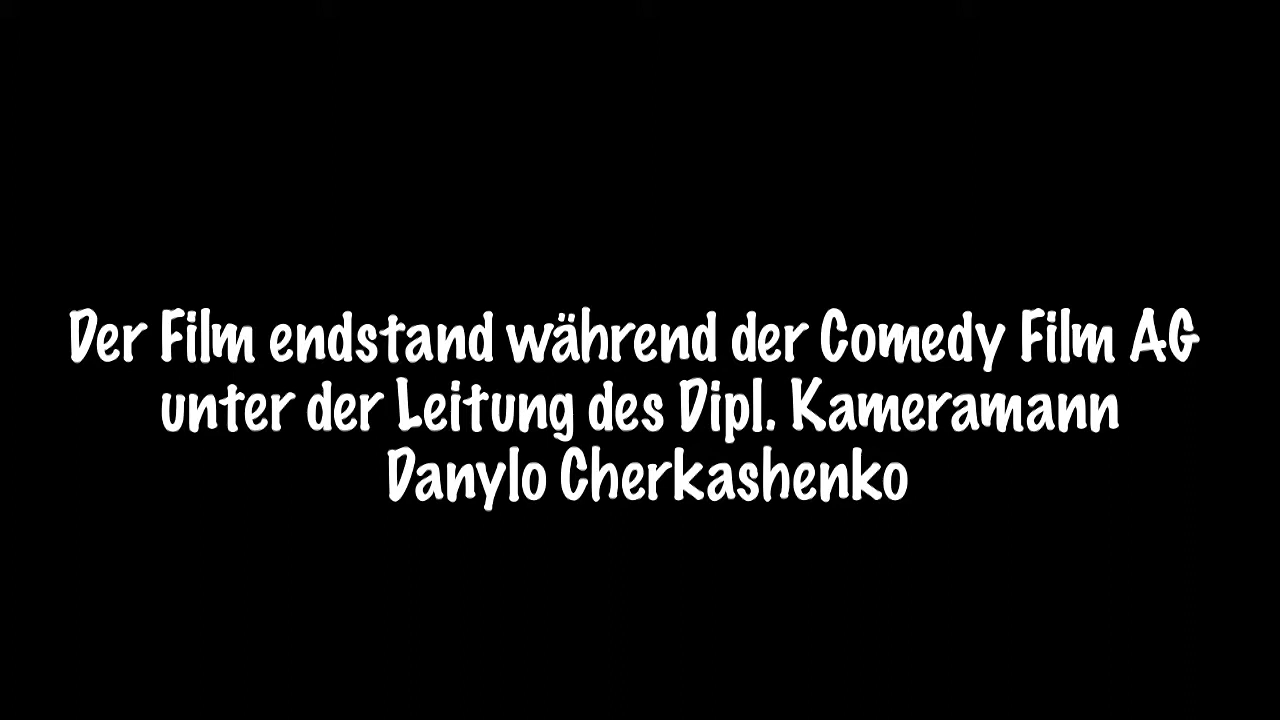 Der Film endstand während der Comedy Film AG
unter der Leitung des Dipl. Kameramann
Danylo Cherkashenko